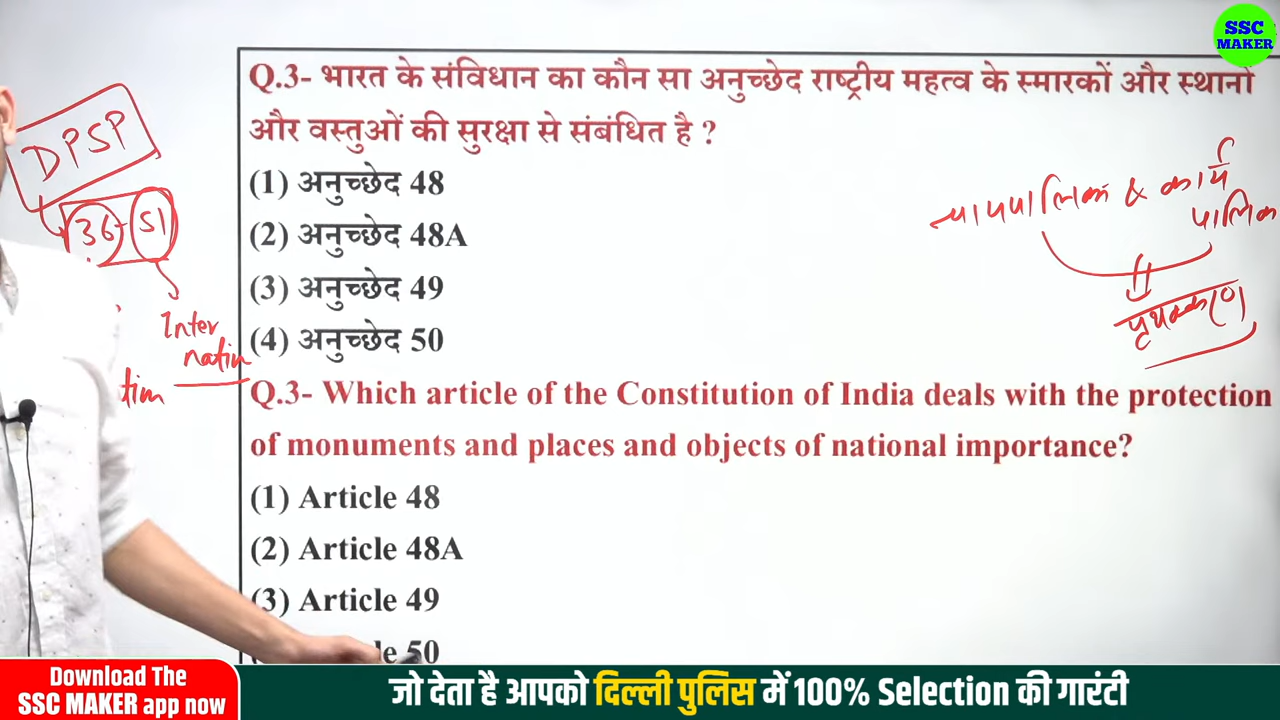 SSC
MAKER
Q.3- भारत के संविधान का कौन सा अनुच्छेद राष्ट्रीय महत्व के स्मारकों और स्थानों
और वस्तुओं की सुरक्षा से संबंधित है ?
(1) अनुच्छेद 48
(2) अनुच्छेद 48A
(3) अनुच्छेद 49
(4) अनुच्छेद 50
DPSP
36-51
Inter
nation
न्यायपालिका & कार्य
पालिका
Q.3- Which article of the Constitution of India deals with the protection
of monuments and places and objects of national importance?
(1) Article 48
(2) Article 48A
(3) Article 49
le 50
Download The
SSC MAKER app now
जो देता है आपको दिल्ली पुलिस में 100% Selection की गारंटी